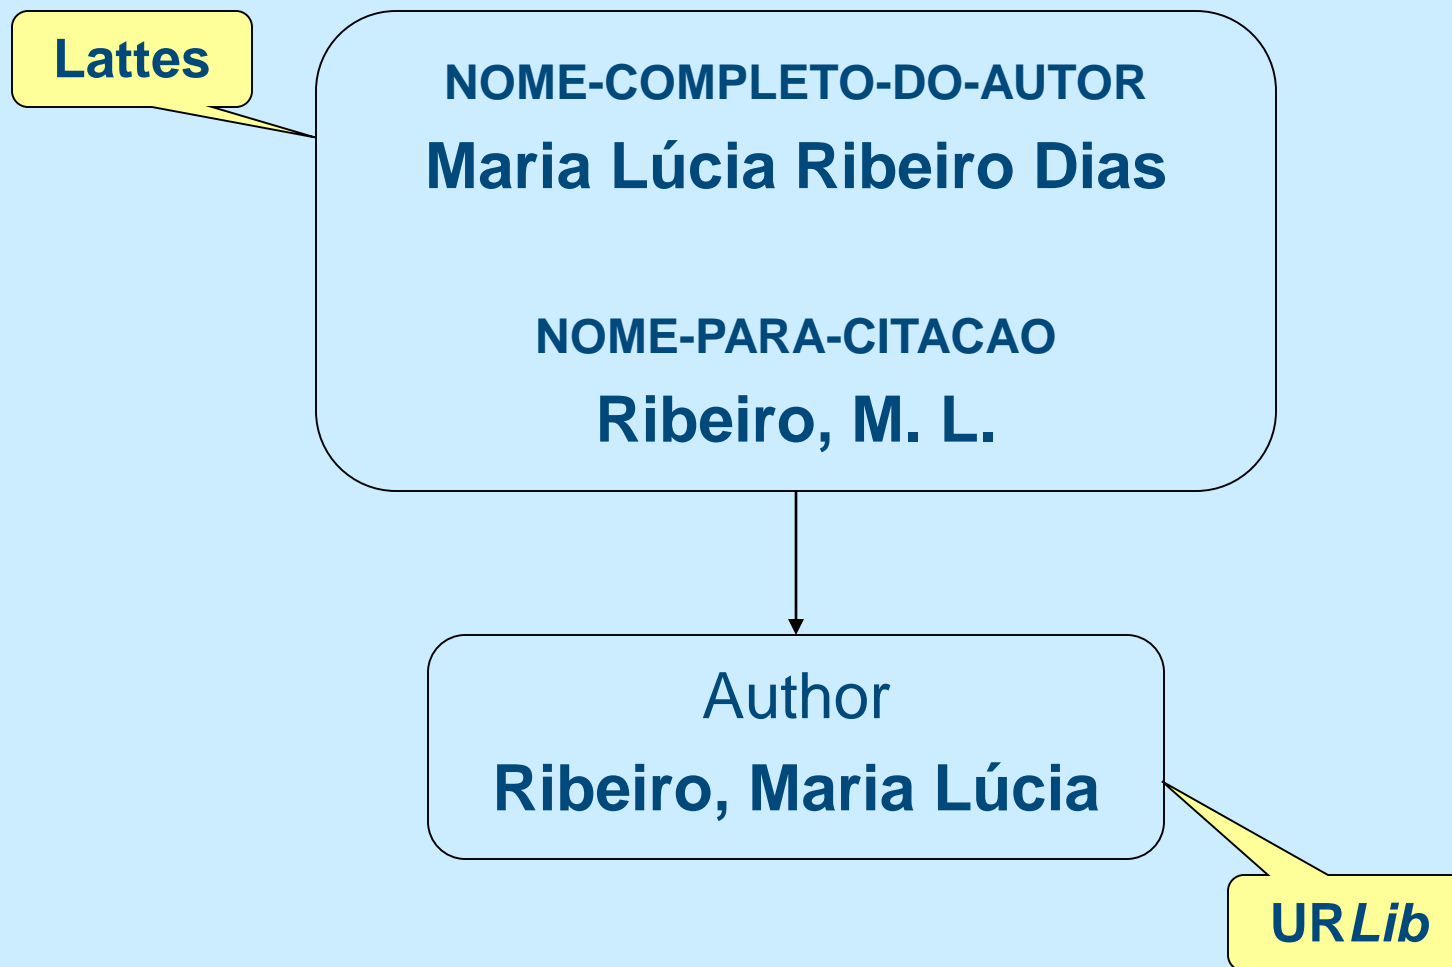 Lattes
NOME-COMPLETO-DO-AUTOR
Maria Lúcia Ribeiro Dias
NOME-PARA-CITACAO
Ribeiro, M. L.
Author
Ribeiro, Maria Lúcia
URLib